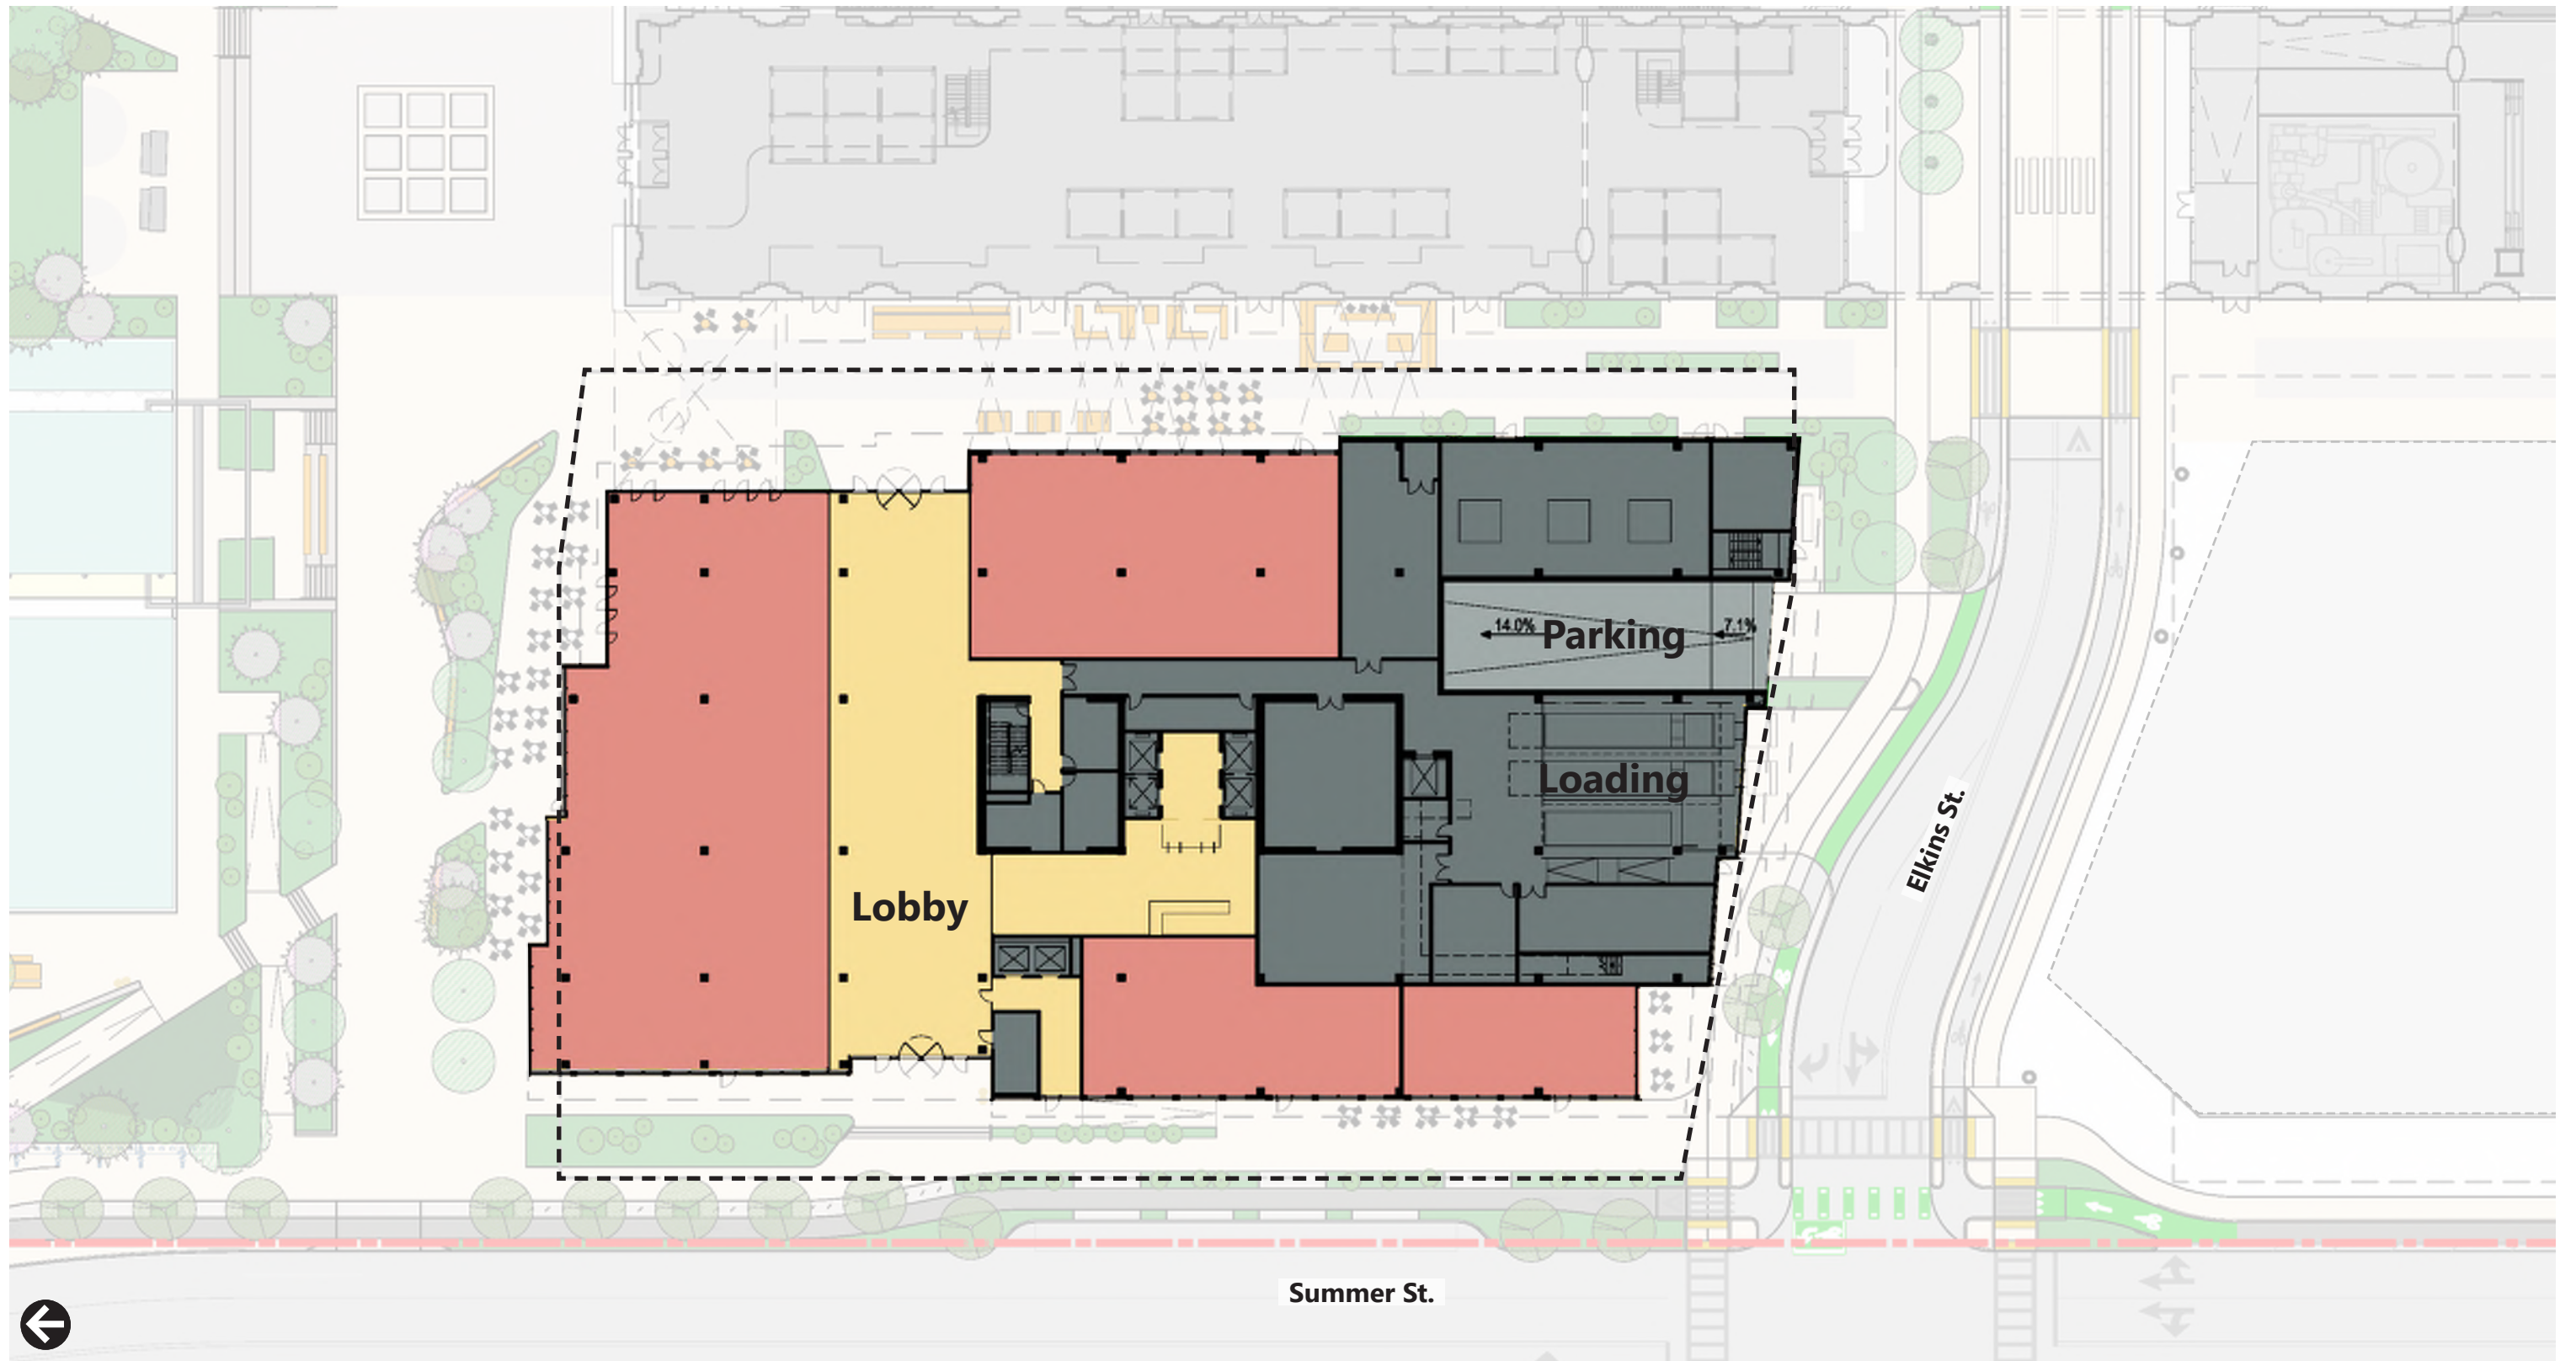 14.0%
Parking
7.1%
Loading
Elkins St.
Lobby
Summer St.